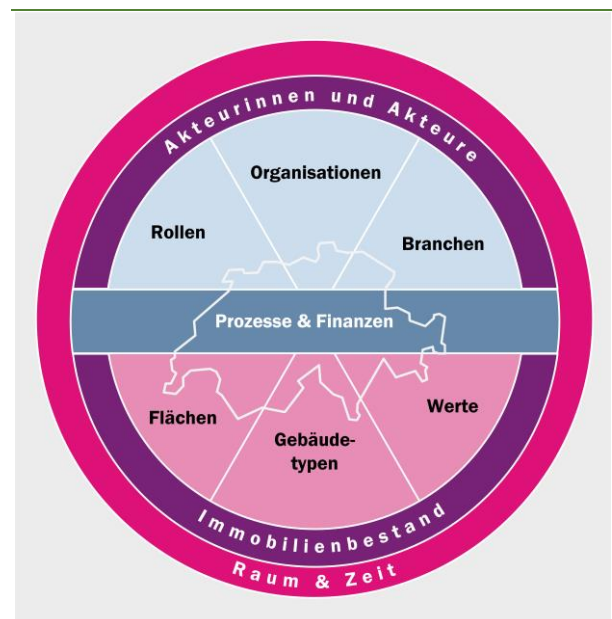 Akteurinnen und Akteure
Organisationen
Rollen
Branchen
Prozesse & Finanzen
Flächen
Werte
Gebäude-
typen
Immobilienbestand
Raum & Zeit